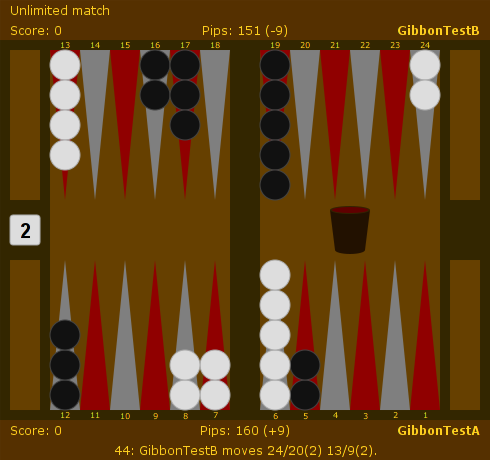 Unlimited match
Score: 0 Pips: 151 (-9) GibbonTestB
13 14 15 16 17 18 19 20 21 22 23 24
2
12 11 10 9 8 7 6 5 4 3 2 1
Score: 0 Pips: 160 (+9) GibbonTestA
44: GibbonTestB moves 24/20(2) 13/9(2).